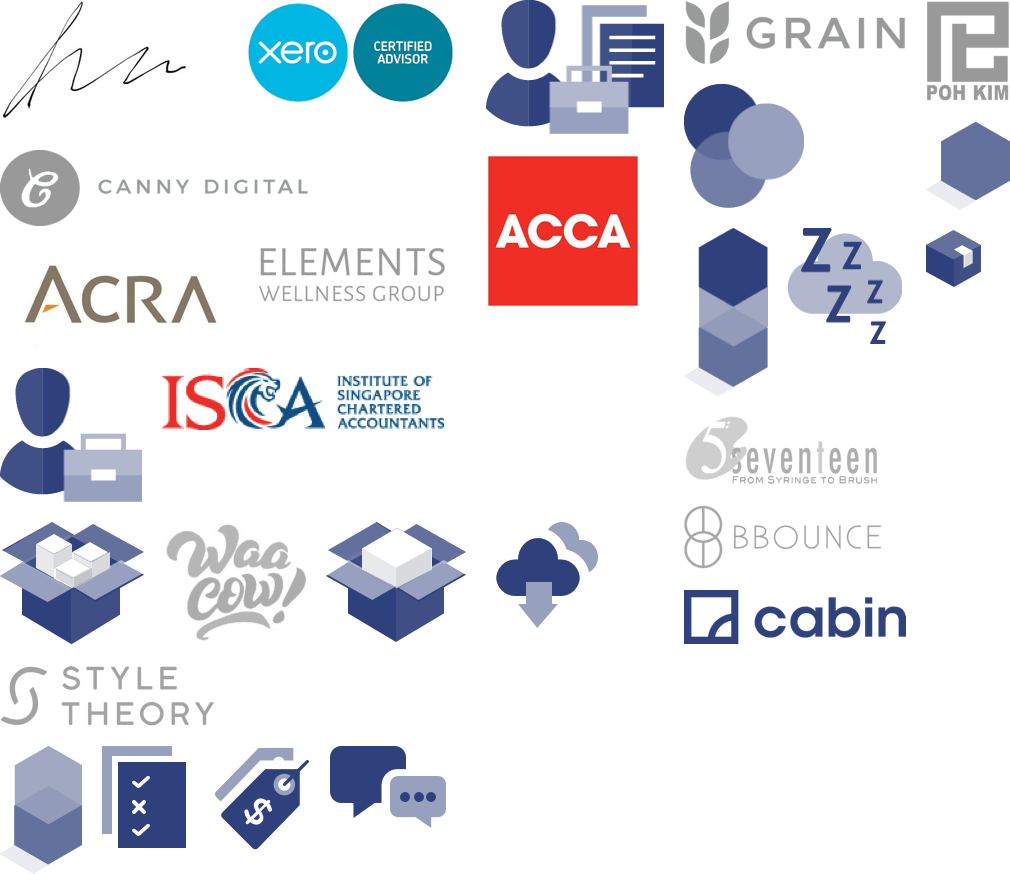 xero
CERTIFIED
ADVISOR
GRAIN
POH KIM
CANNY DIGITAL
ACCA
ELEMENTS
WELLNESS GROUP
ACRA
Z Z
Z Z
Z
ISCA
INSTITUTE OF
SINGAPORE
CHARTERED
ACCOUNTANTS
5 seventeen
FROM SYRINGE TO BRUSH
Waa
cow!
BBOUNCE
cabin
STYLE
THEORY
$